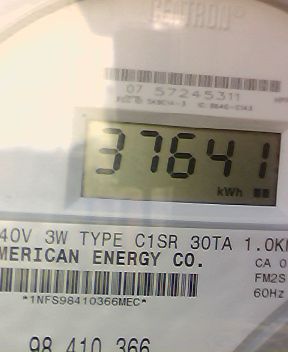 CENTRON®
07 57245311
37641
kWh
40V 3W TYPE C1SR 30TA 1.0K
MERICAN ENERGY CO.
CA 0
FM2S
*1NFS98410366MEC*
60Hz
98 410 366